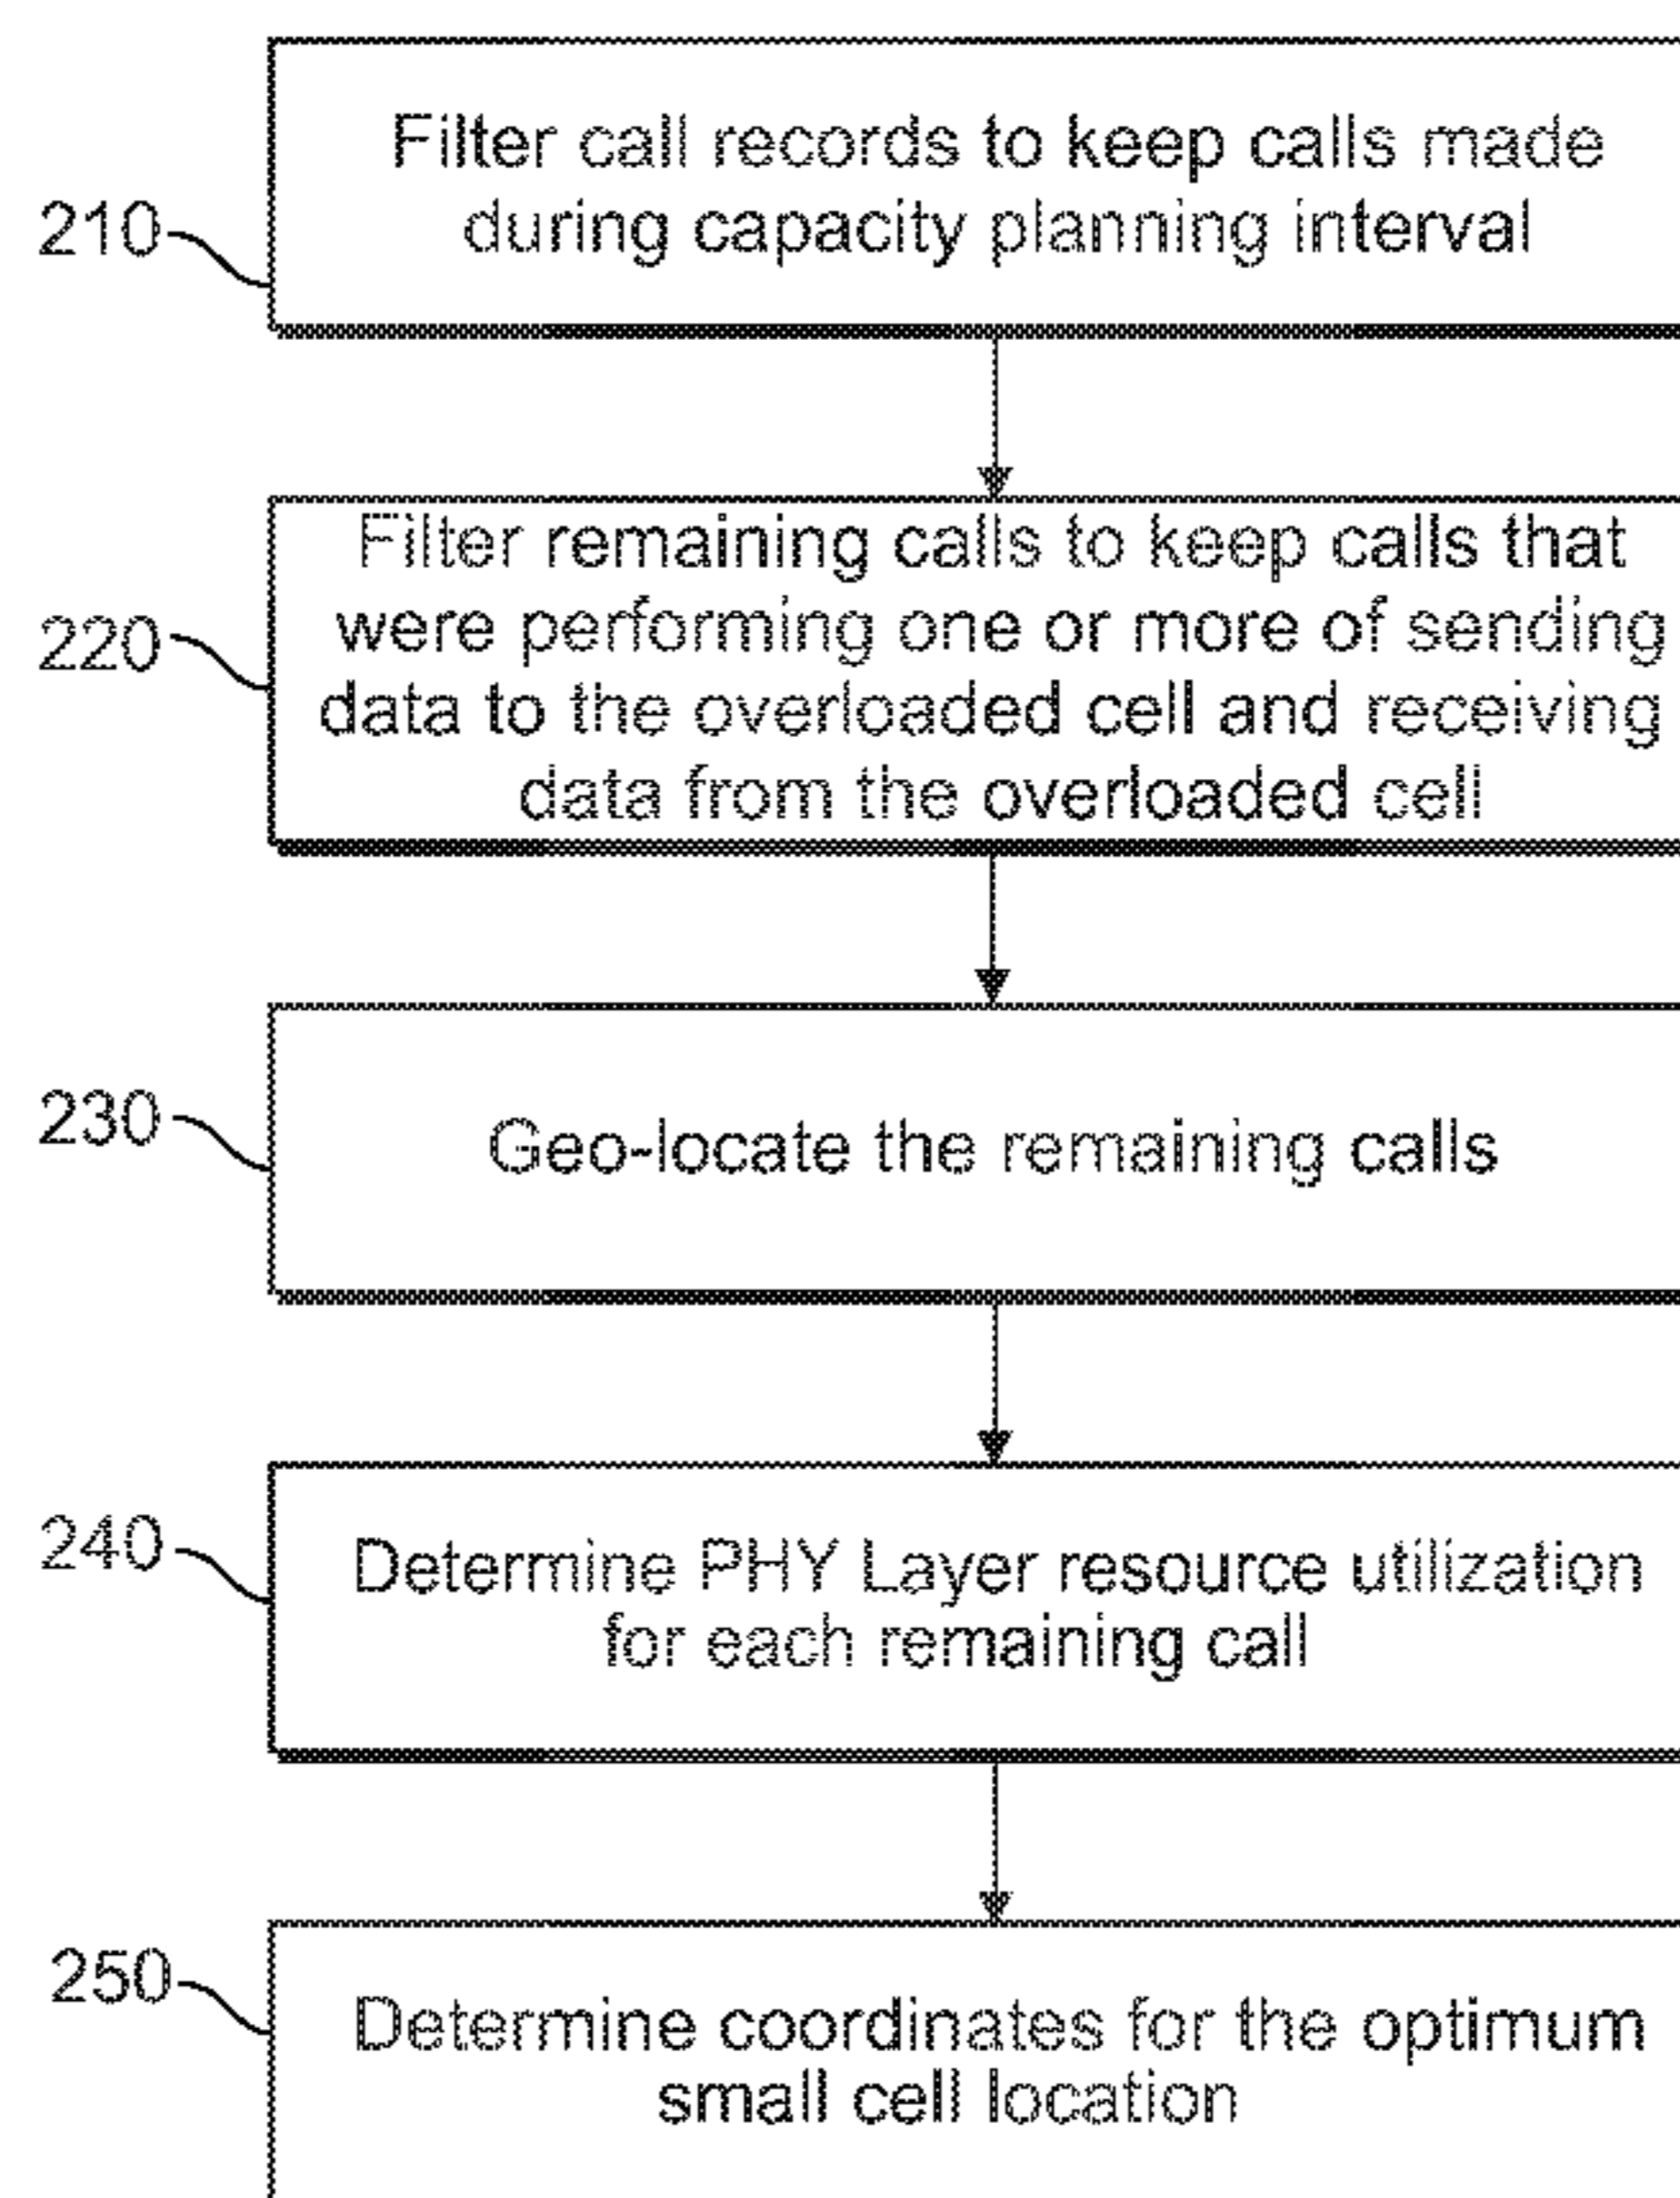 Filter call records to keep calls made
210
during capacity planning interval
Filter remaining calls to keep calls that
220
were performing one or more of sending
data to the overloaded cell and receiving
data from the overloaded cell
230
Geo-locate the remaining calls
240
Determine PHY Layer resource utilization
for each remaining call
250
Determine coordinates for the optimum
small cell location